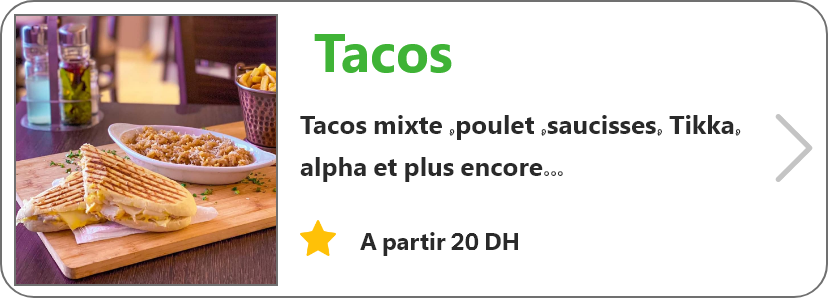 Tacos
Tacos mixte ,poulet ,saucisses, Tikka,
alpha et plus encore...
A partir 20 DH